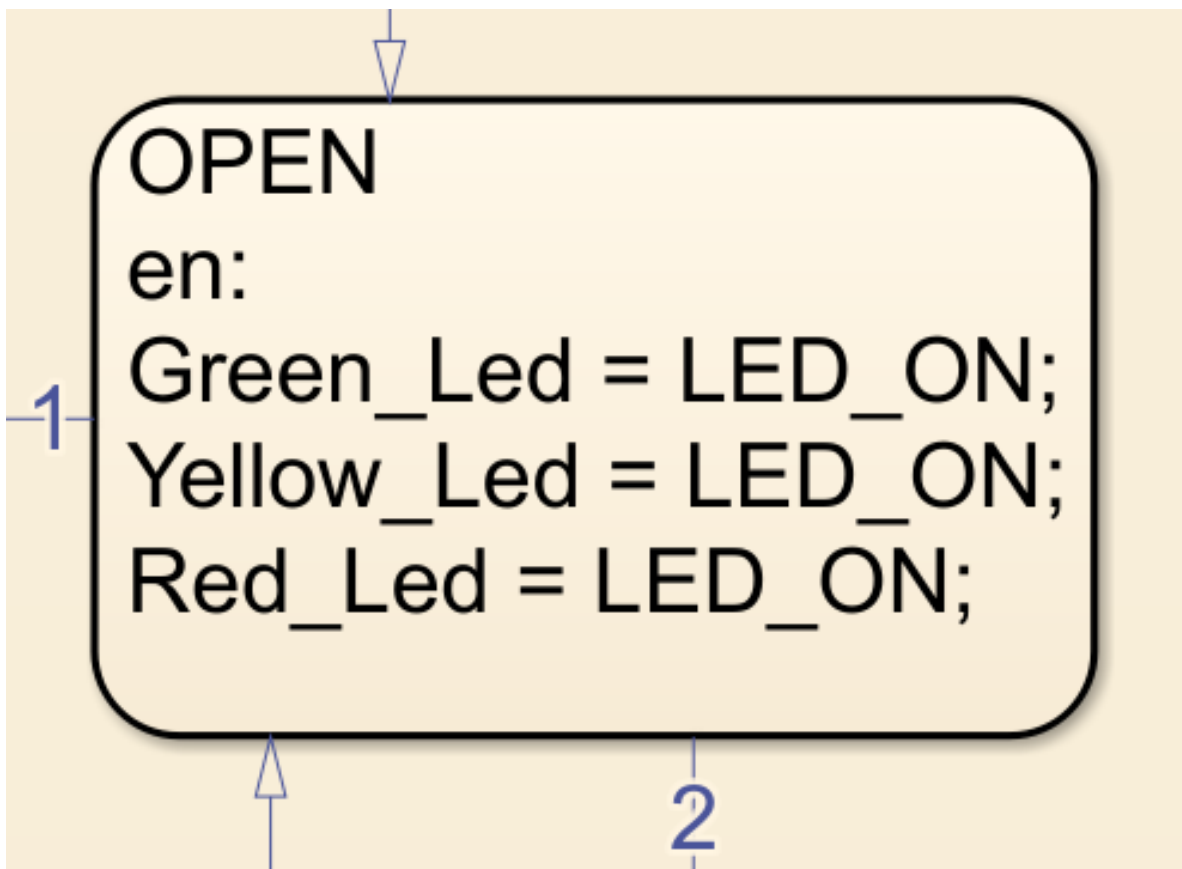 OPEN
en:
Green_Led = LED_ON;
1
Yellow_Led = LED_ON;
Red_Led = LED_ON;
2